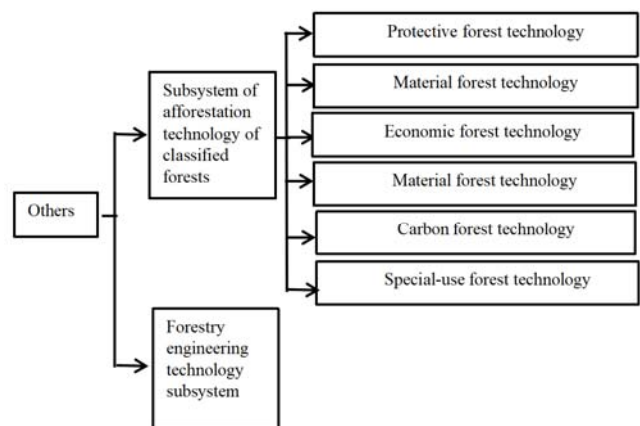 Others
Subsystem of
afforestation
technology of
classified
forests
Protective forest technology
Material forest technology
Economic forest technology
Material forest technology
Carbon forest technology
Special-use forest technology
Forestry
engineering
technology
subsystem